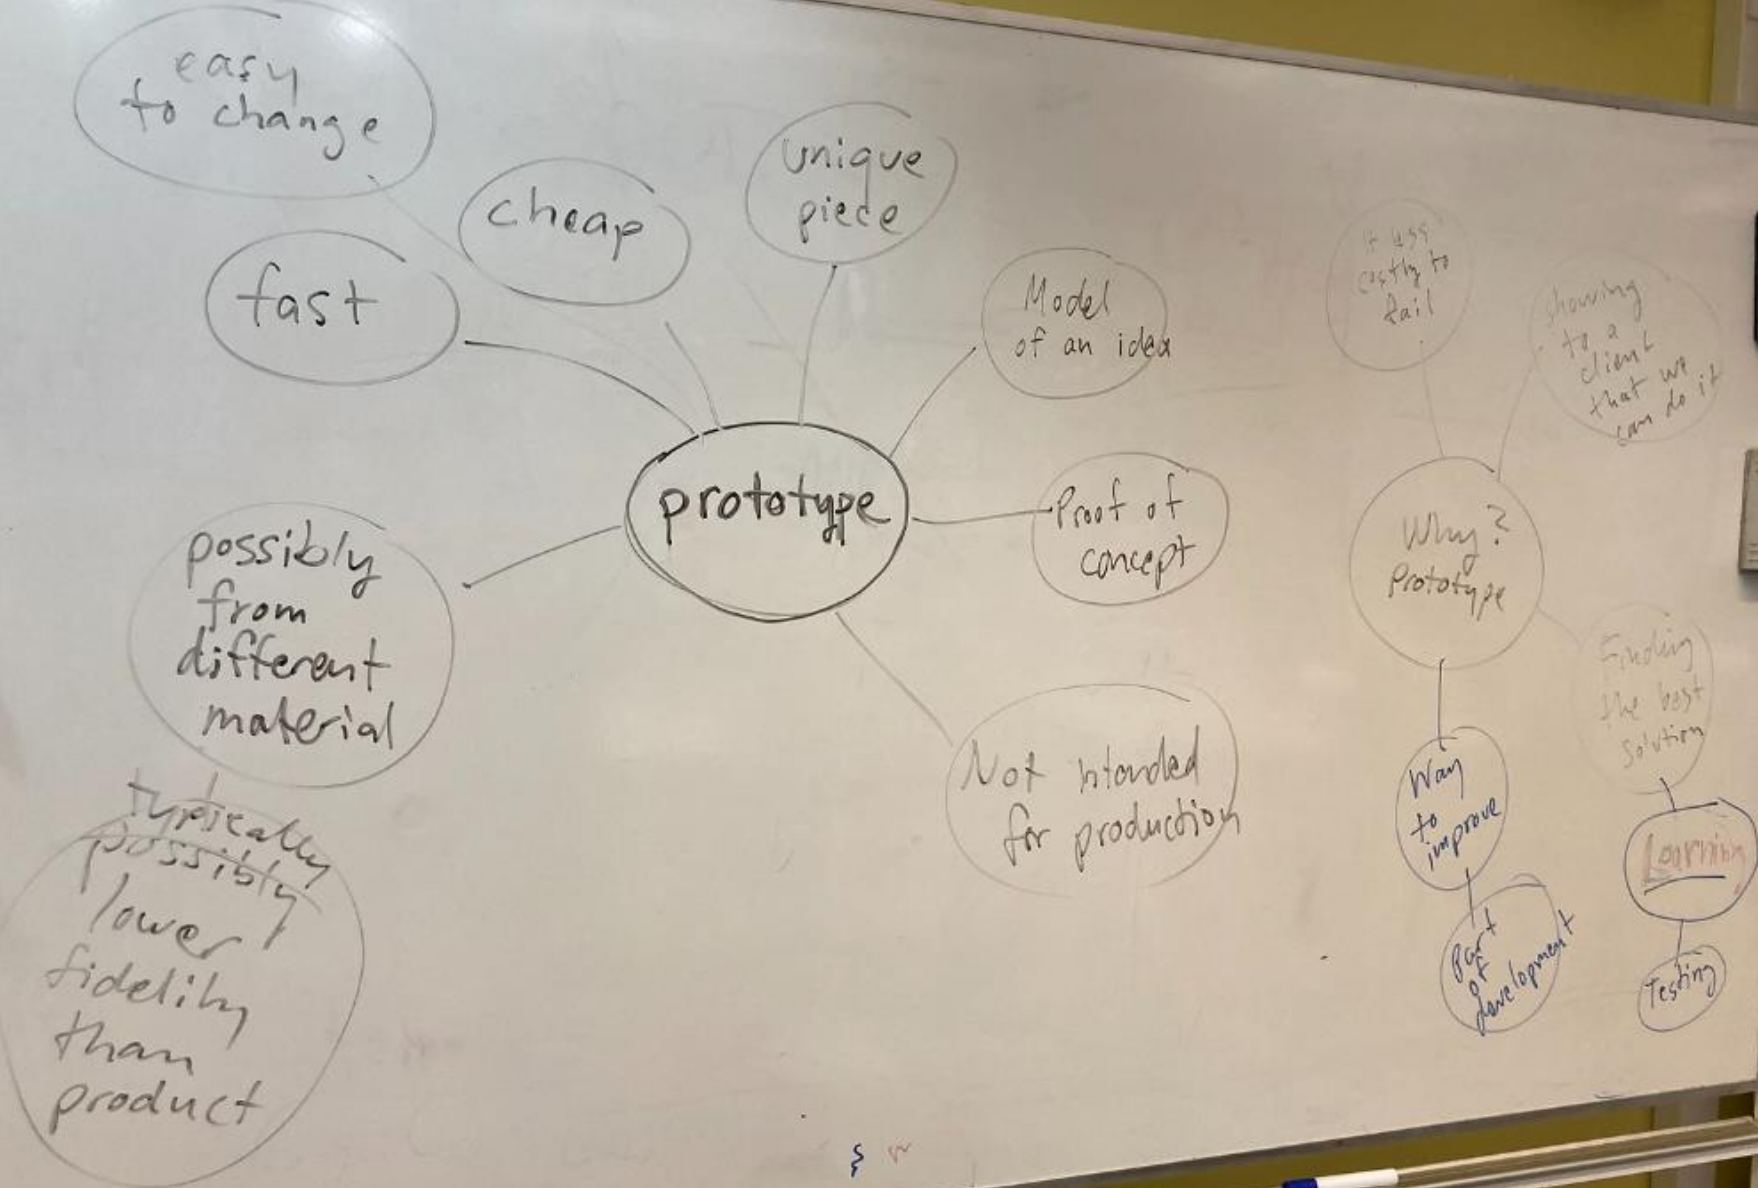 easy
to change
cheap
unique
piece
fast
Model
of an idea
prototype
Proof of
concept
possibly
from
different
material
Not intended
for production
typically
possibly
lower
fidelity
than
product
costly to
fail
showing
to a
client
that we
can do it
Why?
Prototype
Finding
the best
solution
Way
to
improve
Learning
Part
of
development
Testing